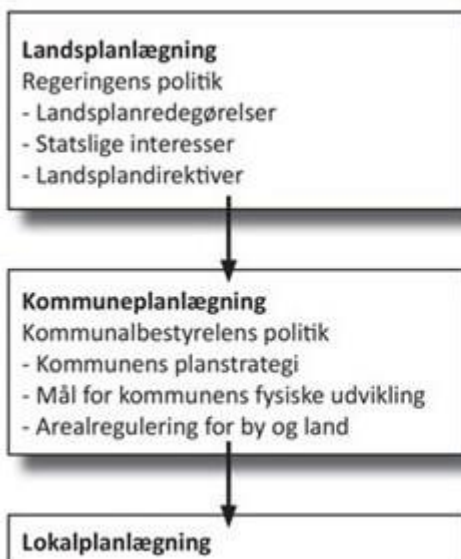 Landsplanlægning
Regeringens politik
- Landsplanredegørelser
- Statslige interesser
- Landsplandirektiver
Kommuneplanlægning
Kommunalbestyrelens politik
- Kommunens planstrategi
- Mål for kommunens fysiske udvikling
- Arealregulering for by og land
Lokalplanlægning